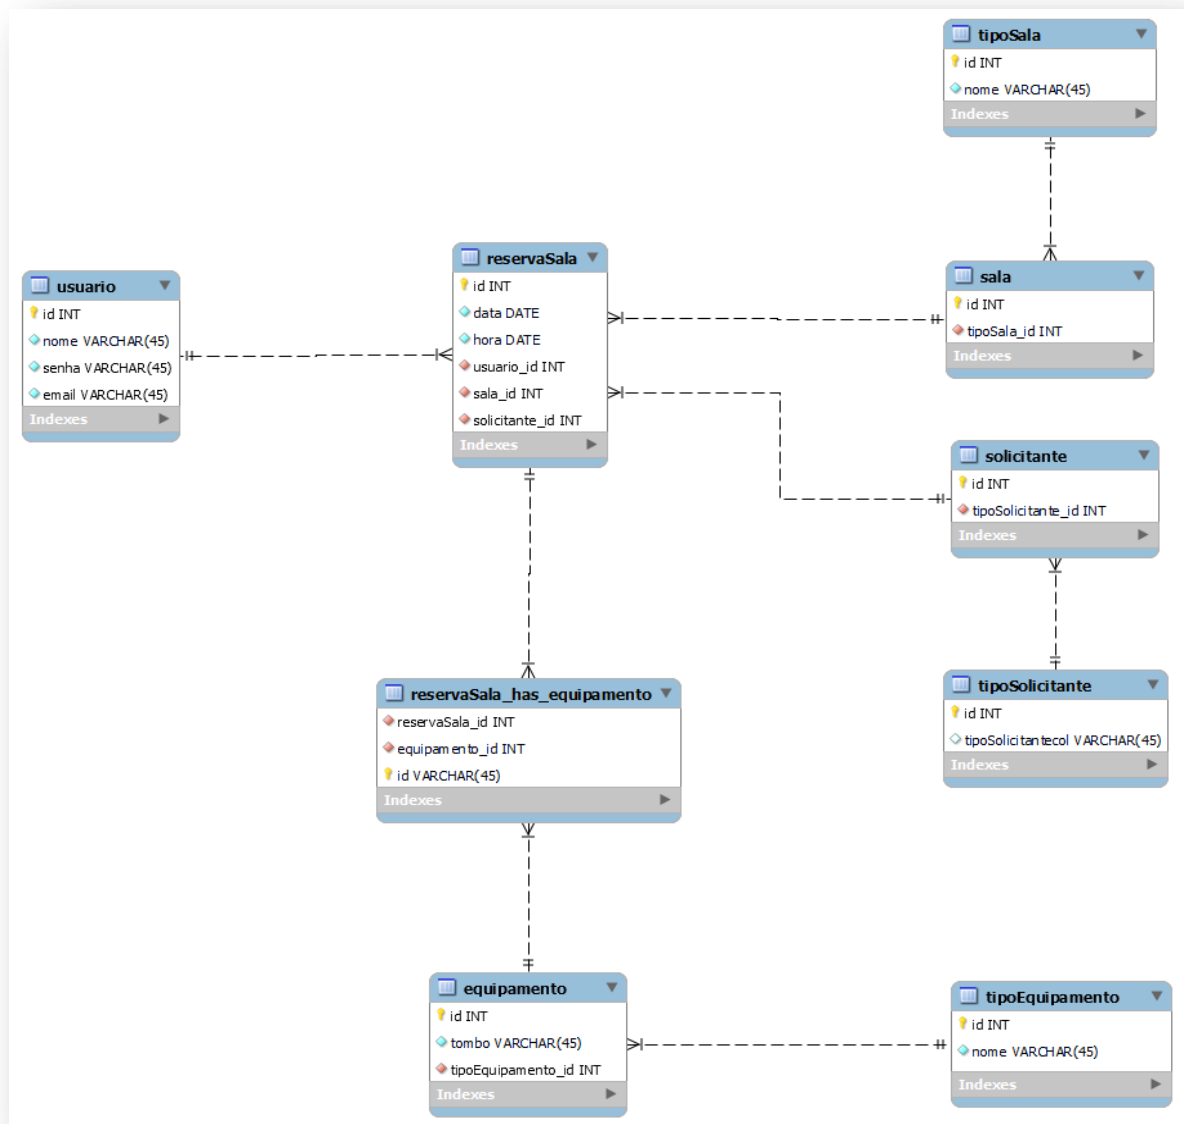 tipoSala
id INT
nome VARCHAR(45)
Indexes
reservaSala
id INT
data DATE
hora DATE
usuario_id INT
sala_id INT
solicitante_id INT
Indexes
sala
id INT
tipoSala_id INT
Indexes
usuario
id INT
nome VARCHAR(45)
senha VARCHAR(45)
email VARCHAR(45)
Indexes
solicitante
id INT
tipoSolicitante_id INT
Indexes
reservaSala_has_equipamento
reservaSala_id INT
equipamento_id INT
id VARCHAR(45)
Indexes
tipoSolicitante
id INT
tipoSolicitantecol VARCHAR(45)
Indexes
equipamento
id INT
tombo VARCHAR(45)
tipoEquipamento_id INT
Indexes
tipoEquipamento
id INT
nome VARCHAR(45)
Indexes